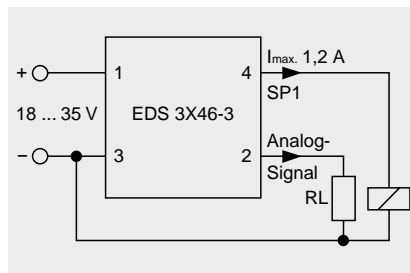 Imax. 1,2 A
+ 1 4
SP1
18 ... 35 V EDS 3X46-3
Analog-
− 3 2
Signal
RL